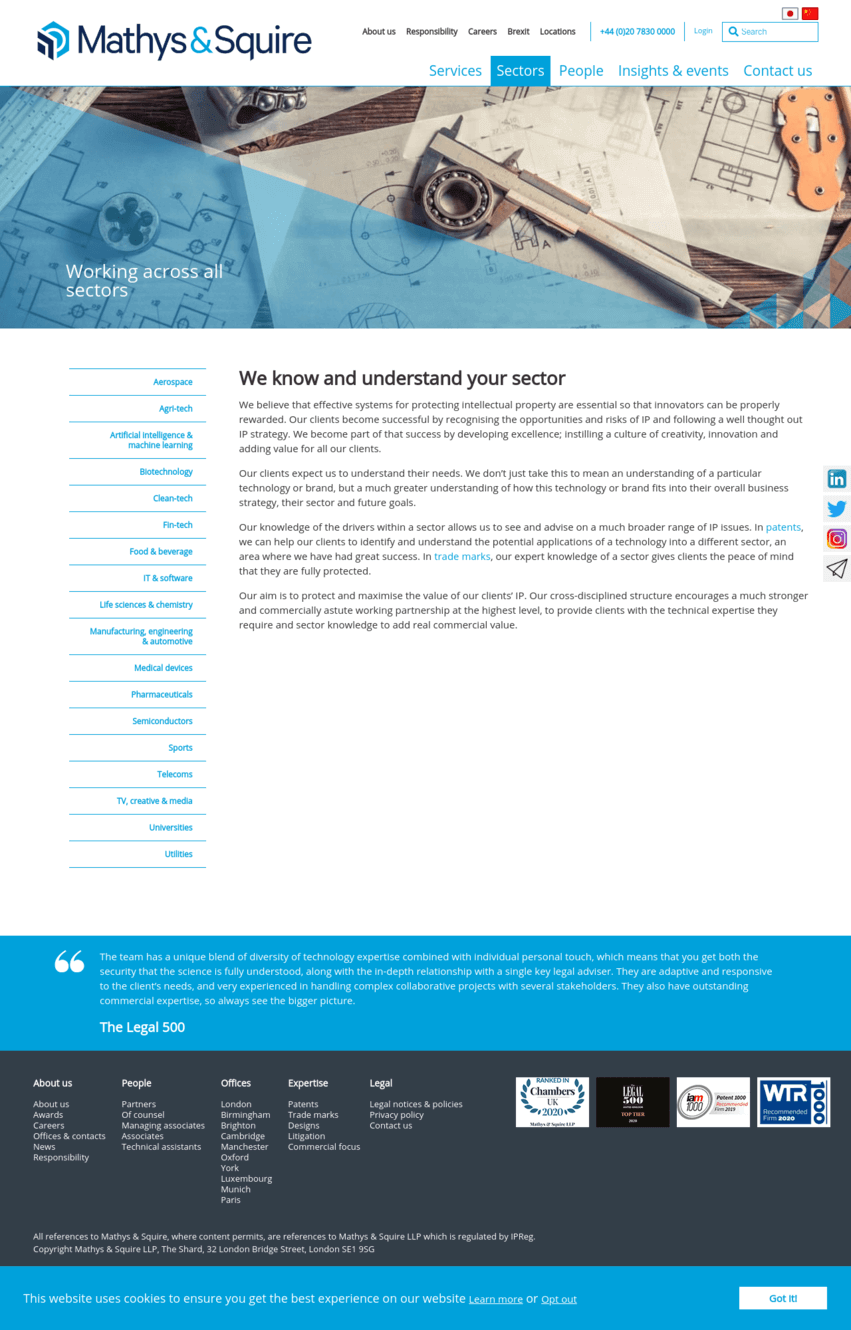 Mathys&Squire
About us Responsibility Careers Brexit Locations +44 (0)20 7830 0000 Login Search
Services Sectors People Insights & events Contact us
Working across all
sectors
Aerospace
Agri-tech
Artificial intelligence &
machine learning
Biotechnology
Clean-tech
Fin-tech
Food & beverage
IT & software
Life sciences & chemistry
Manufacturing, engineering
& automotive
Medical devices
Pharmaceuticals
Semiconductors
Sports
Telecoms
TV, creative & media
Universities
Utilities
We know and understand your sector
We believe that effective systems for protecting intellectual property are essential so that innovators can be properly
rewarded. Our clients become successful by recognising the opportunities and risks of IP and following a well thought out
IP strategy. We become part of that success by developing excellence; instilling a culture of creativity, innovation and
adding value for all our clients.
Our clients expect us to understand their needs. We don’t just take this to mean an understanding of a particular
technology or brand, but a much greater understanding of how this technology or brand fits into their overall business
strategy, their sector and future goals.
Our knowledge of the drivers within a sector allows us to see and advise on a much broader range of IP issues. In patents,
we can help our clients to identify and understand the potential applications of a technology into a different sector, an
area where we have had great success. In trade marks, our expert knowledge of a sector gives clients the peace of mind
that they are fully protected.
Our aim is to protect and maximise the value of our clients’ IP. Our cross-disciplined structure encourages a much stronger
and commercially astute working partnership at the highest level, to provide clients with the technical expertise they
require and sector knowledge to add real commercial value.
The team has a unique blend of diversity of technology expertise combined with individual personal touch, which means that you get both the
security that the science is fully understood, along with the in-depth relationship with a single key legal adviser. They are adaptive and responsive
to the client’s needs, and very experienced in handling complex collaborative projects with several stakeholders. They also have outstanding
commercial expertise, so always see the bigger picture.
The Legal 500
About us
About us
Awards
Careers
Offices & contacts
News
Responsibility
People
Partners
Of counsel
Managing associates
Associates
Technical assistants
Offices
London
Birmingham
Brighton
Cambridge
Manchester
Oxford
York
Luxembourg
Munich
Paris
Expertise
Patents
Trade marks
Designs
Litigation
Commercial focus
Legal
Legal notices & policies
Privacy policy
Contact us
RANKED IN
Chambers
UK
2020
Mathys & Squire LLP
LEGAL
500
TOP TIER
2020
iam
1000
Patent 1000
Recommended
Firm 2019
WTR
1000
Recommended
Firm 2020
All references to Mathys & Squire, where content permits, are references to Mathys & Squire LLP which is regulated by IPReg.
Copyright Mathys & Squire LLP, The Shard, 32 London Bridge Street, London SE1 9SG
This website uses cookies to ensure you get the best experience on our website Learn more or Opt out
Got It!